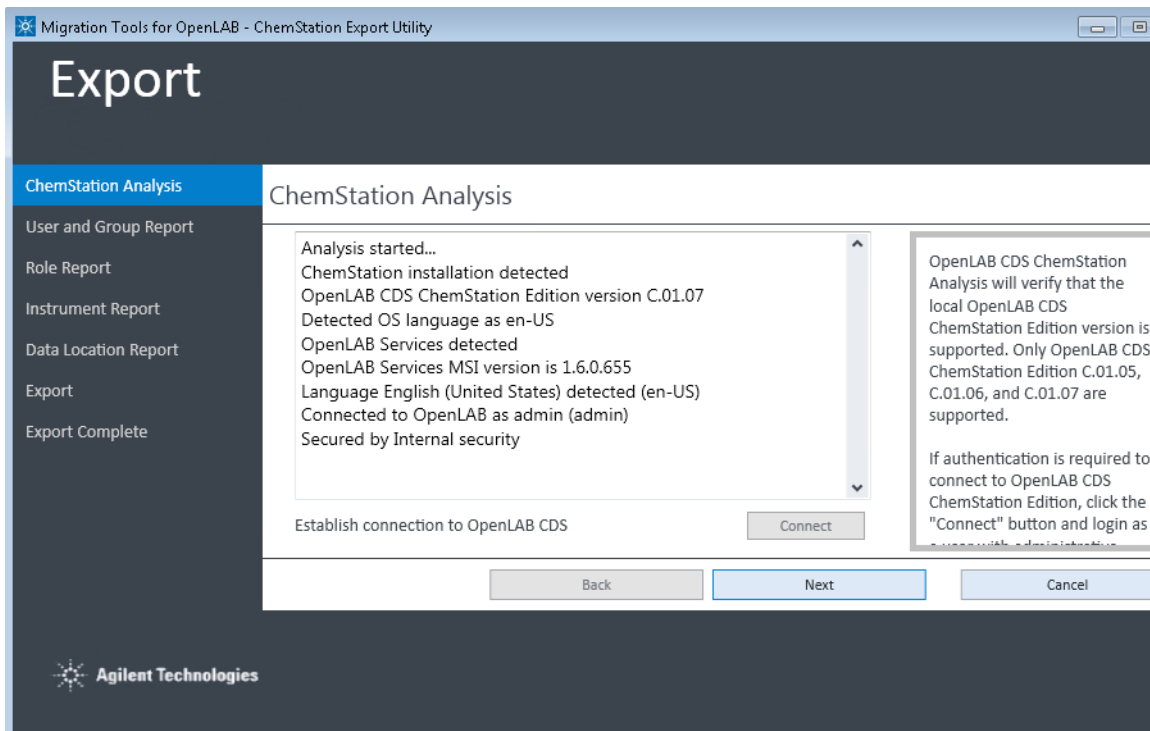 Migration Tools for OpenLAB - ChemStation Export Utility
Export
ChemStation Analysis
User and Group Report
Role Report
Instrument Report
Data Location Report
Export
Export Complete
ChemStation Analysis
Analysis started...
ChemStation installation detected
OpenLAB CDS ChemStation Edition version C.01.07
Detected OS language as en-US
OpenLAB Services detected
OpenLAB Services MSI version is 1.6.0.655
Language English (United States) detected (en-US)
Connected to OpenLAB as admin (admin)
Secured by Internal security
Establish connection to OpenLAB CDS
Connect
OpenLAB CDS ChemStation
Analysis will verify that the
local OpenLAB CDS
ChemStation Edition version is
supported. Only OpenLAB CDS
ChemStation Edition C.01.05,
C.01.06, and C.01.07 are
supported.
If authentication is required to
connect to OpenLAB CDS
ChemStation Edition, click the
"Connect" button and login as
Back
Next
Cancel
Agilent Technologies